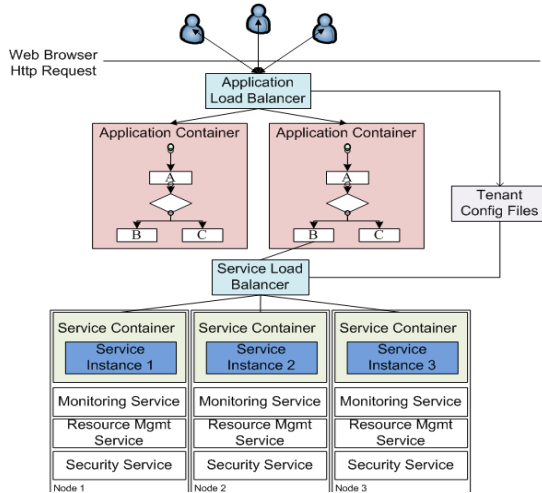 Web Browser
Http Request
Application
Load Balancer
Application Container
Application Container
A
A
B
C
B
C
Tenant
Config Files
Service Load
Balancer
Service Container
Service Container
Service Container
Service
Instance 1
Service
Instance 2
Service
Instance 3
Monitoring Service
Monitoring Service
Monitoring Service
Resource Mgmt
Service
Resource Mgmt
Service
Resource Mgmt
Service
Security Service
Security Service
Security Service
Node 1
Node 2
Node 3